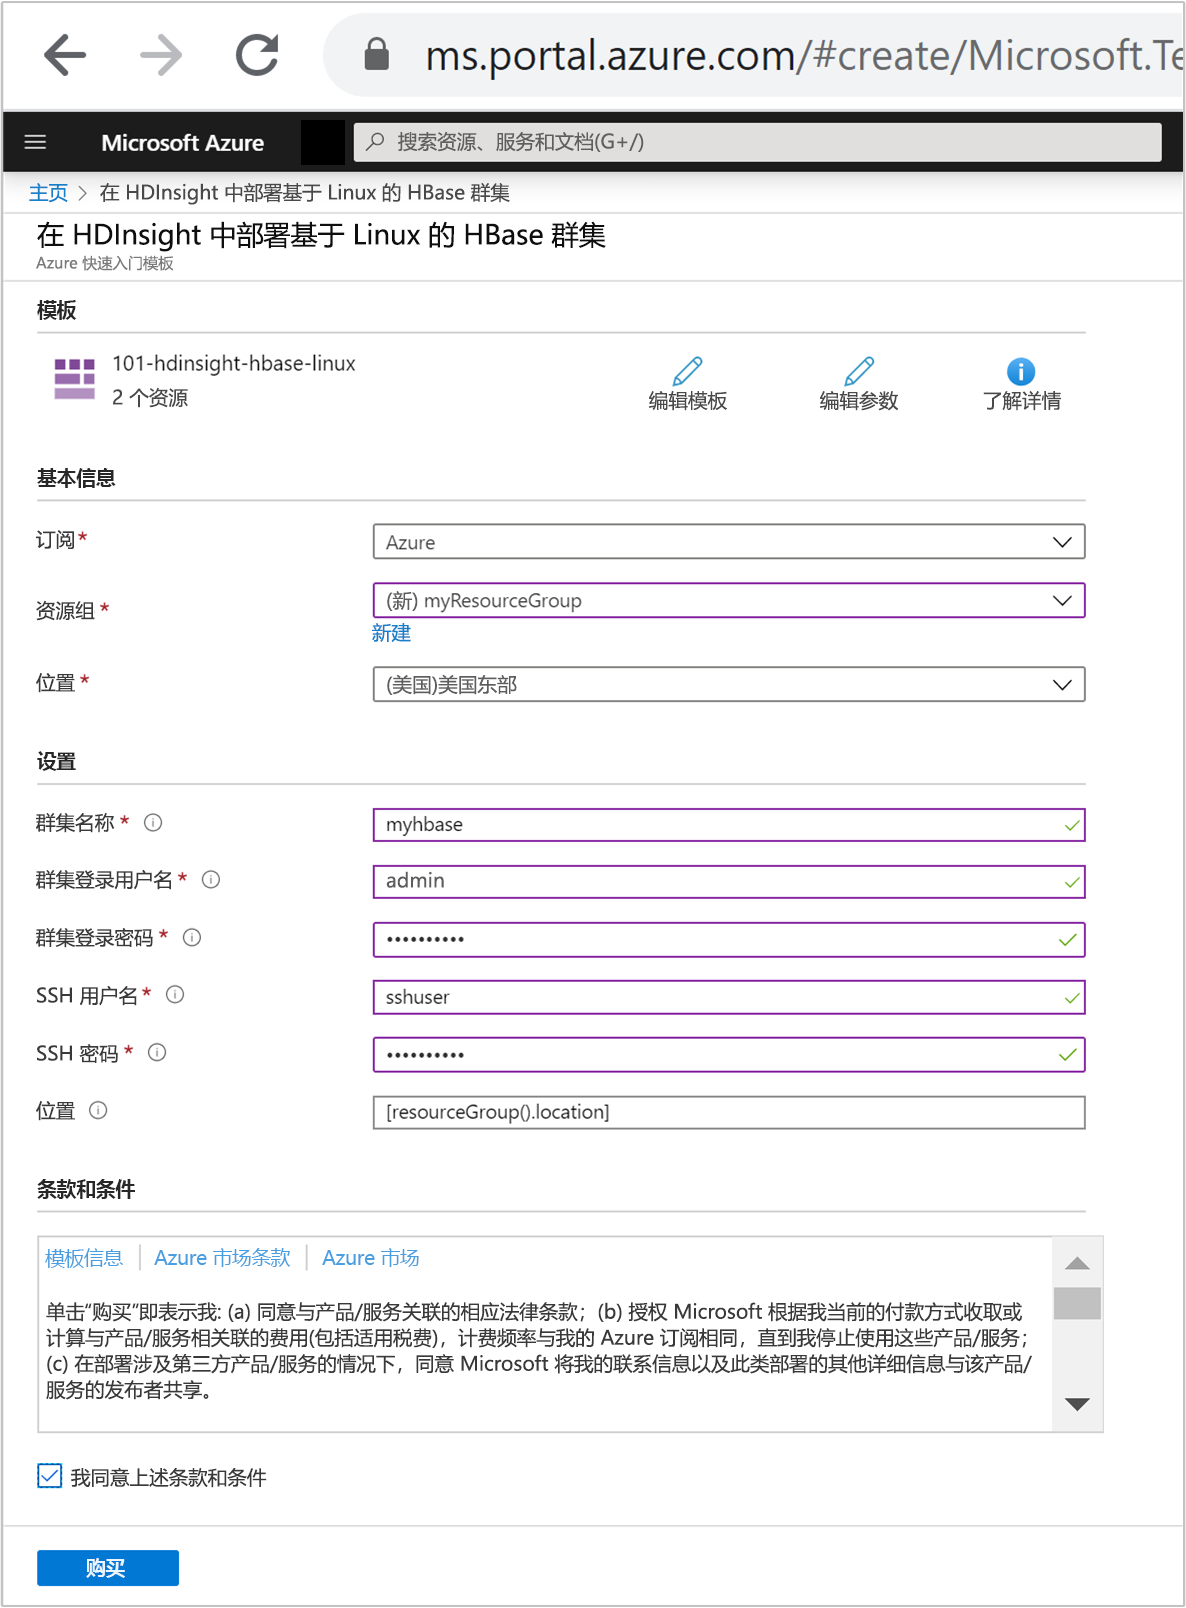 ms.portal.azure.com/#create/Microsoft.Te
Microsoft Azure
搜索资源、服务和文档(G+/)
主页 > 在 HDInsight 中部署基于 Linux 的 HBase 群集
在 HDInsight 中部署基于 Linux 的 HBase 群集
Azure 快速入门模板
模板
101-hdinsight-hbase-linux
2 个资源
编辑模板
编辑参数
了解详情
基本信息
订阅*
Azure
资源组 *
(新) myResourceGroup
新建
位置 *
(美国)美国东部
设置
群集名称 *
myhbase
群集登录用户名 *
admin
群集登录密码 *
••••••••••
SSH 用户名 *
sshuser
SSH 密码 *
••••••••••
位置
[resourceGroup().location]
条款和条件
模板信息 | Azure 市场条款 | Azure 市场
单击“购买”即表示我: (a) 同意与产品/服务关联的相应法律条款；(b) 授权 Microsoft 根据我当前的付款方式收取或
计算与产品/服务相关联的费用(包括适用税费)，计费频率与我的 Azure 订阅相同，直到我停止使用这些产品/服务；
(c) 在部署涉及第三方产品/服务的情况下，同意 Microsoft 将我的联系信息以及此类部署的其他详细信息与该产品/
服务的发布者共享。
我同意上述条款和条件
购买